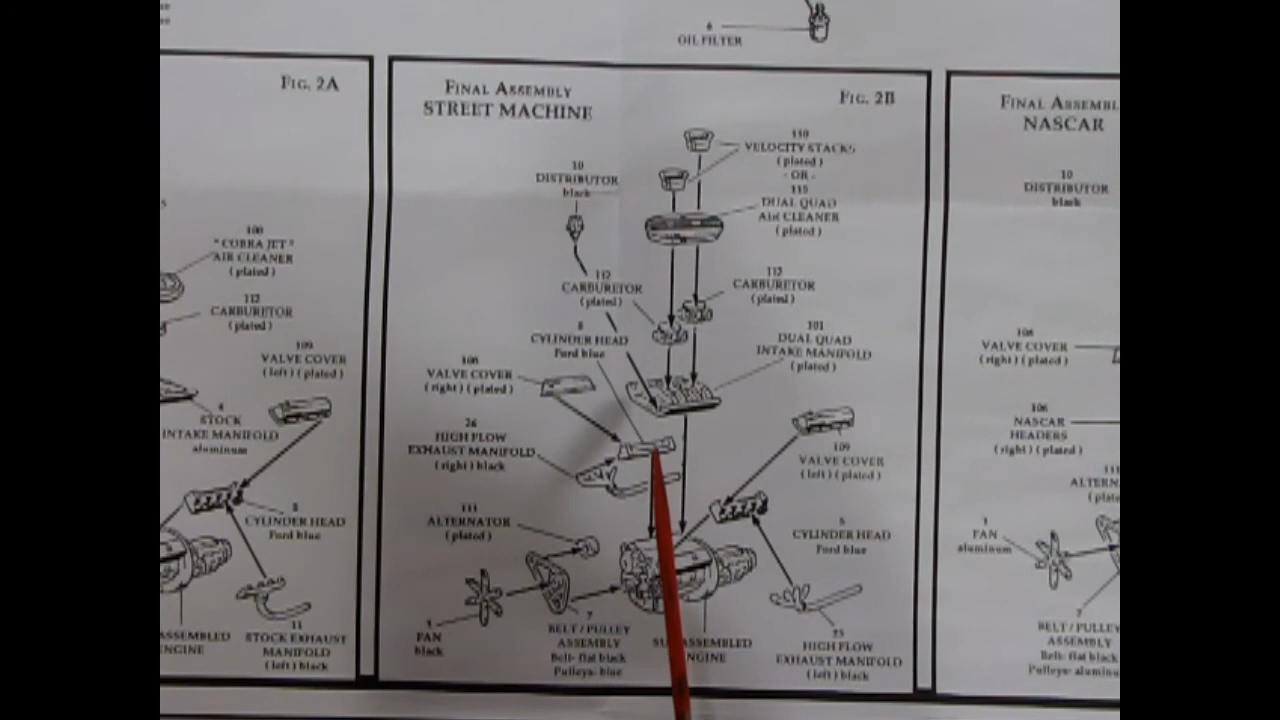 6
OIL FILTER
FIG. 2A
100
"COBRA JET"
AIR CLEANER
(plated)
112
CARBURETOR
(plated)
109
VALVE COVER
(left) (plated)
4
STOCK
INTAKE MANIFOLD
aluminum
CYLINDER HEAD
Ford blue
11
STOCK EXHAUST
MANIFOLD
(left) black
ASSEMBLED
ENGINE
FINAL ASSEMBLY
STREET MACHINE
FIG. 2B
110
VELOCITY STACKS
(plated)
- OR -
115
DUAL QUAD
AIR CLEANER
(plated)
10
DISTRIBUTOR
black
112
CARBURETOR
(plated)
112
CARBURETOR
(plated)
8
CYLINDER HEAD
Ford blue
101
DUAL QUAD
INTAKE MANIFOLD
(plated)
108
VALVE COVER
(right) (plated)
26
HIGH FLOW
EXHAUST MANIFOLD
(right) black
109
VALVE COVER
(left) (plated)
111
ALTERNATOR
(plated)
CYLINDER HEAD
Ford blue
FAN
black
7
BELT / PULLEY
ASSEMBLY
Belt- flat black
Pulleys- blue
ENGINE
HIGH FLOW
EXHAUST MANIFOLD
(left) black
FINAL ASSEMBL
NASCAR
10
DISTRIBUTOR
black
108
VALVE COVER
(right) (plated)
106
NASCAR
HEADERS
(right) (plated)
111
ALTERN
(plate
FAN
aluminum
7
BELT / PULLEY
ASSEMBLY
Belt- flat black
Pulleys- aluminu